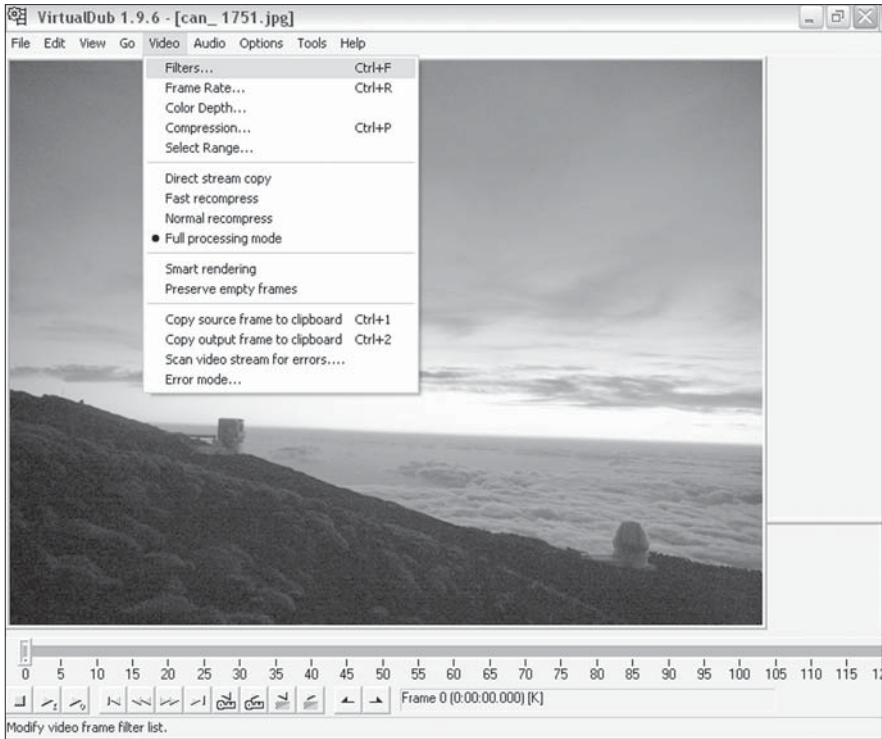 VirtualDub 1.9.6 - [can_ 1751.jpg]
File Edit View Go Video Audio Options Tools Help
Filters... Ctrl+F
Frame Rate... Ctrl+R
Color Depth...
Compression... Ctrl+P
Select Range...
Direct stream copy
Fast recompress
Normal recompress
Full processing mode
Smart rendering
Preserve empty frames
Copy source frame to clipboard Ctrl+1
Copy output frame to clipboard Ctrl+2
Scan video stream for errors....
Error mode...
0 5 10 15 20 25 30 35 40 45 50 55 60 65 70 75 80 85 90 95 100 105 110 115
Frame 0 (0:00:00.000) [K]
Modify video frame filter list.